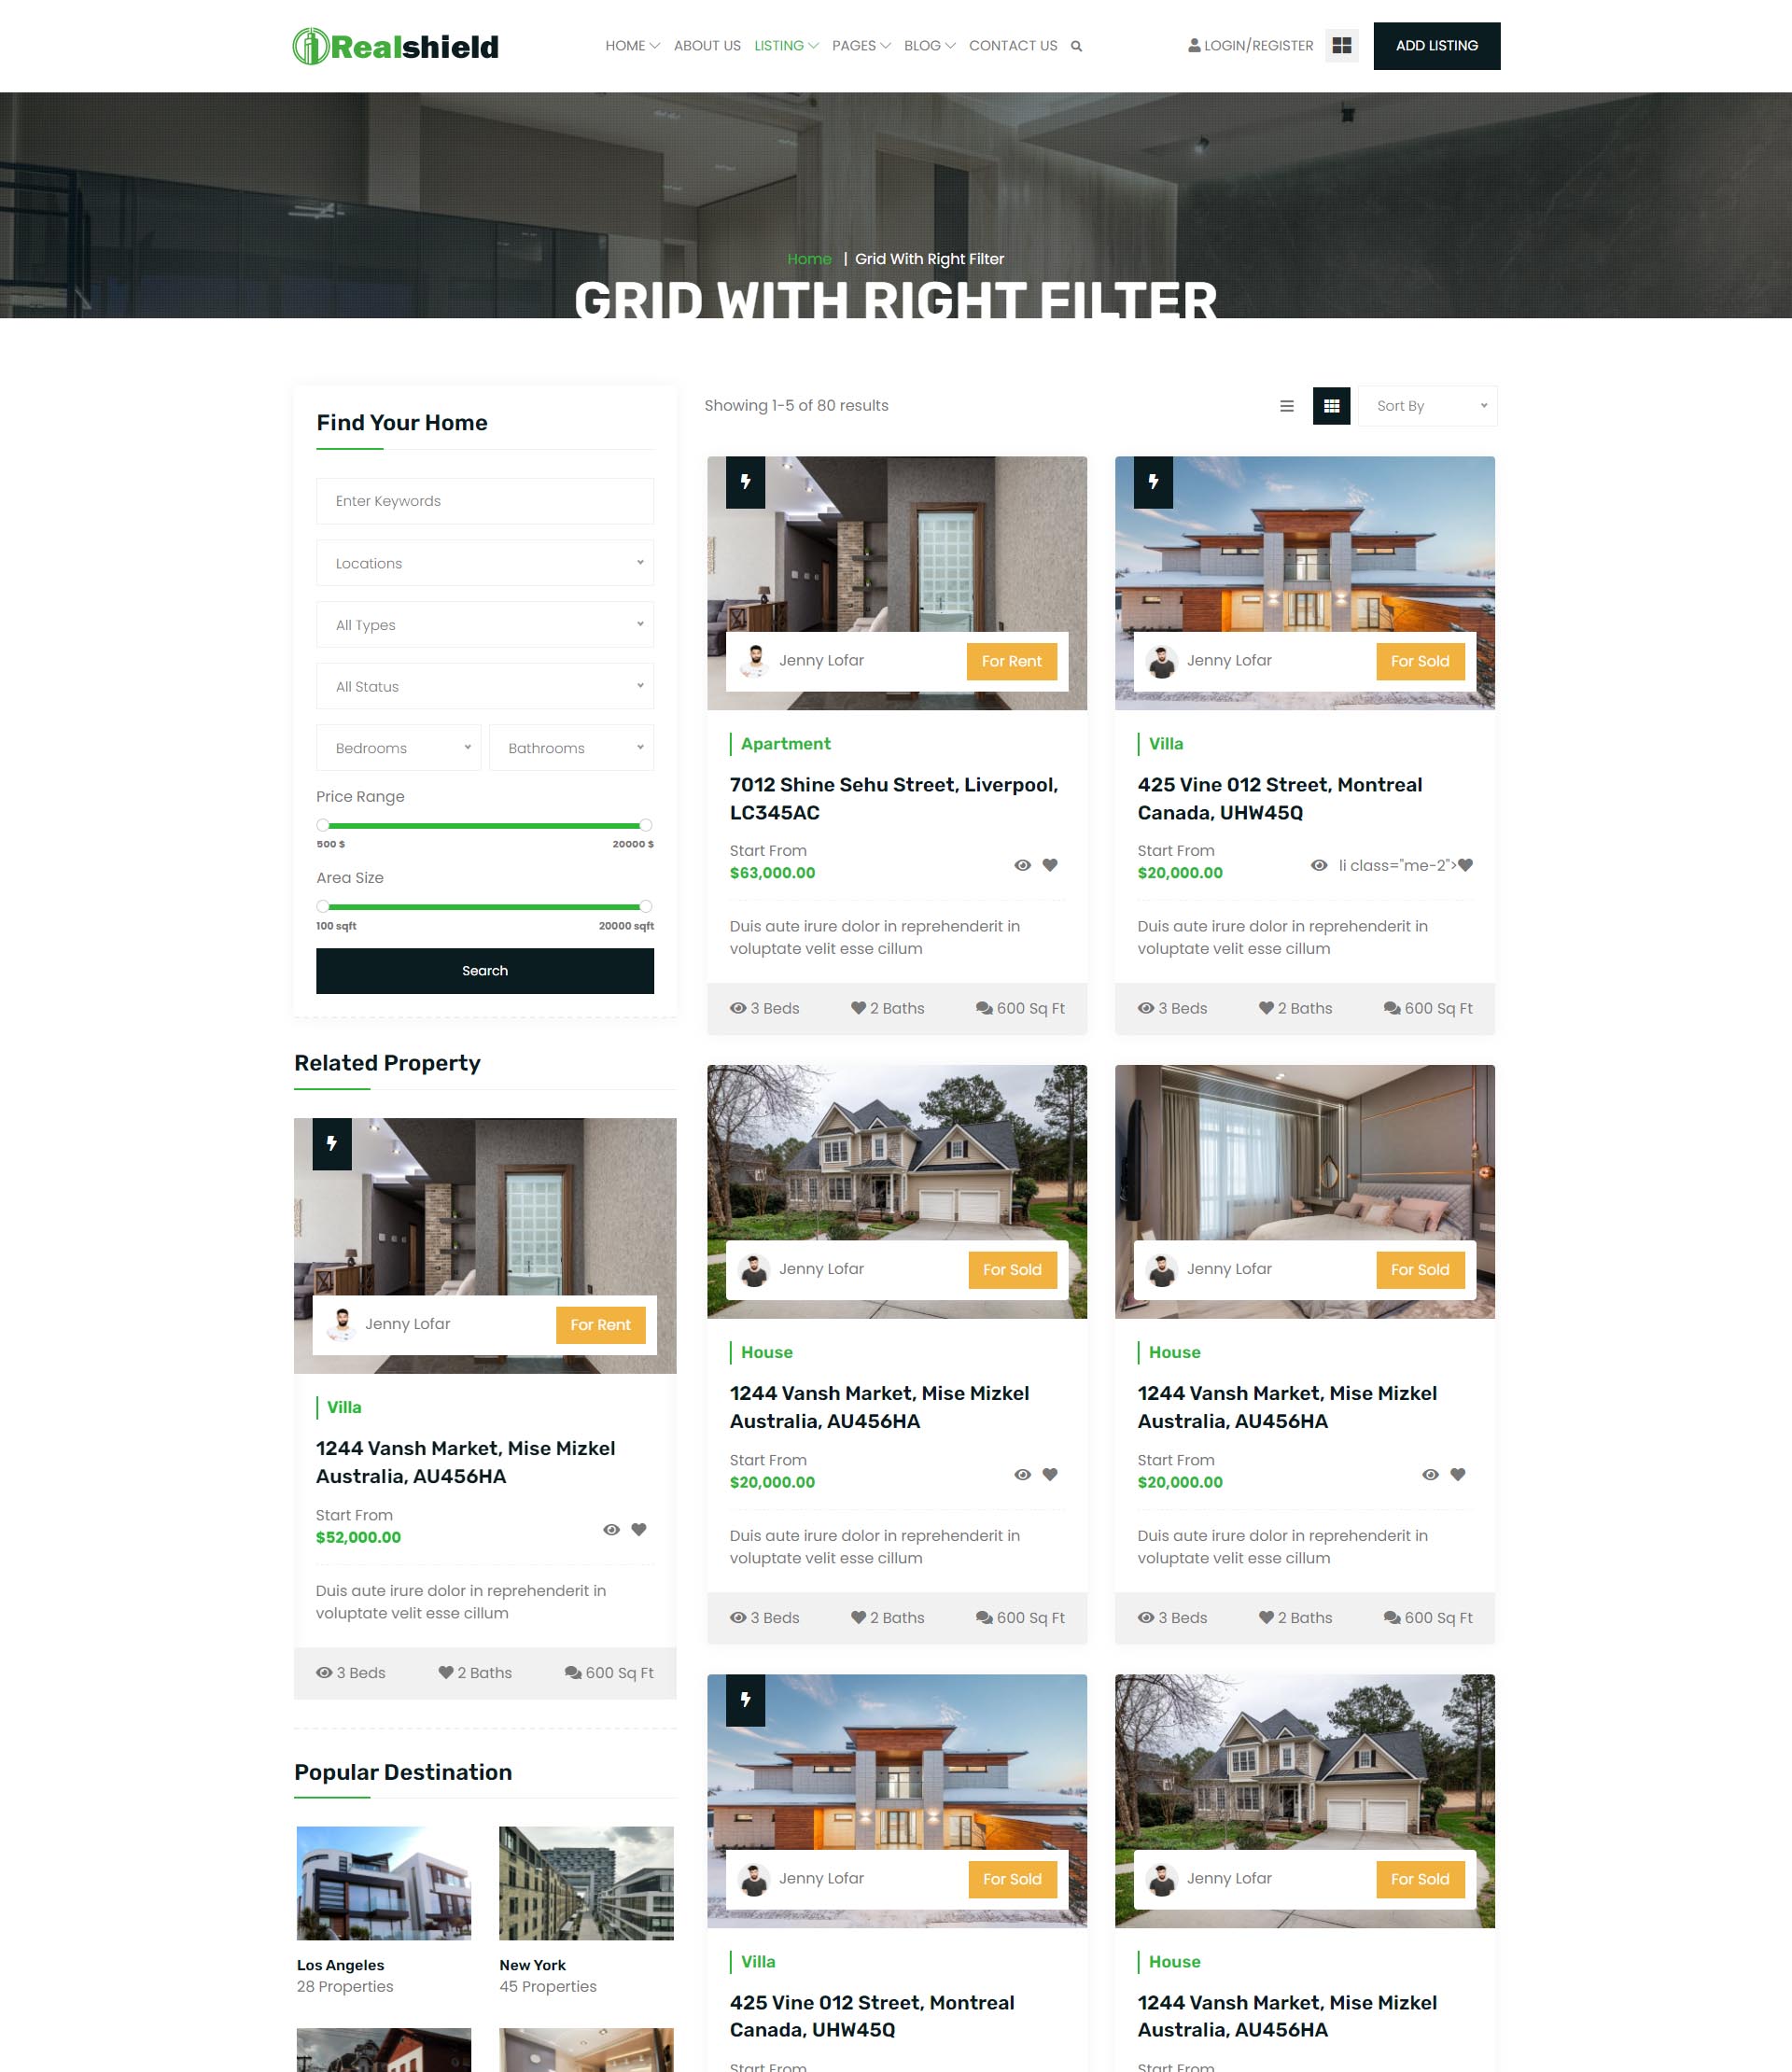 Realshield
HOME ABOUT US LISTING PAGES BLOG CONTACT US
LOGIN/REGISTER
ADD LISTING
Home | Grid With Right Filter
GRID WITH RIGHT FILTER
Find Your Home
Enter Keywords
Locations
All Types
All Status
Bedrooms
Bathrooms
Price Range
500 $
20000 $
Area Size
100 sqft
20000 sqft
Search
Related Property
Jenny Lofar
For Rent
Villa
1244 Vansh Market, Mise Mizkel
Australia, AU456HA
Start From
$52,000.00
Duis aute irure dolor in reprehenderit in
voluptate velit esse cillum
3 Beds
2 Baths
600 Sq Ft
Popular Destination
Los Angeles
28 Properties
New York
45 Properties
Showing 1-5 of 80 results
Sort By
Jenny Lofar
For Rent
Apartment
7012 Shine Sehu Street, Liverpool,
LC345AC
Start From
$63,000.00
Duis aute irure dolor in reprehenderit in
voluptate velit esse cillum
3 Beds
2 Baths
600 Sq Ft
Jenny Lofar
For Sold
Villa
425 Vine 012 Street, Montreal
Canada, UHW45Q
Start From
$20,000.00
li class="me-2">
Duis aute irure dolor in reprehenderit in
voluptate velit esse cillum
3 Beds
2 Baths
600 Sq Ft
Jenny Lofar
For Sold
House
1244 Vansh Market, Mise Mizkel
Australia, AU456HA
Start From
$20,000.00
Duis aute irure dolor in reprehenderit in
voluptate velit esse cillum
3 Beds
2 Baths
600 Sq Ft
Jenny Lofar
For Sold
House
1244 Vansh Market, Mise Mizkel
Australia, AU456HA
Start From
$20,000.00
Duis aute irure dolor in reprehenderit in
voluptate velit esse cillum
3 Beds
2 Baths
600 Sq Ft
Jenny Lofar
For Sold
Villa
425 Vine 012 Street, Montreal
Canada, UHW45Q
Start From
Jenny Lofar
For Sold
House
1244 Vansh Market, Mise Mizkel
Australia, AU456HA
Start From